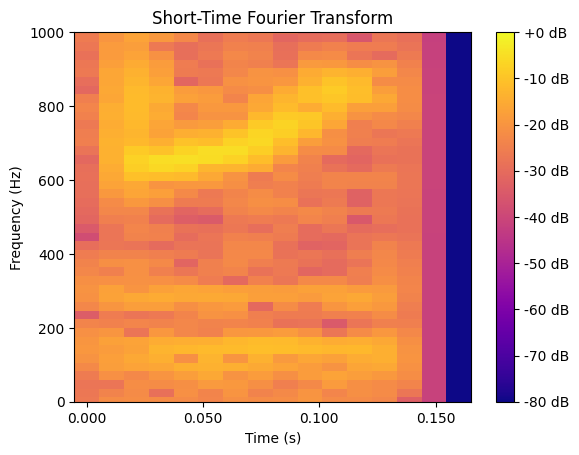 Short-Time Fourier Transform
1000
800
600
400
200
0
Frequency (Hz)
0.000
0.050
0.100
0.150
Time (s)
+0 dB
-10 dB
-20 dB
-30 dB
-40 dB
-50 dB
-60 dB
-70 dB
-80 dB